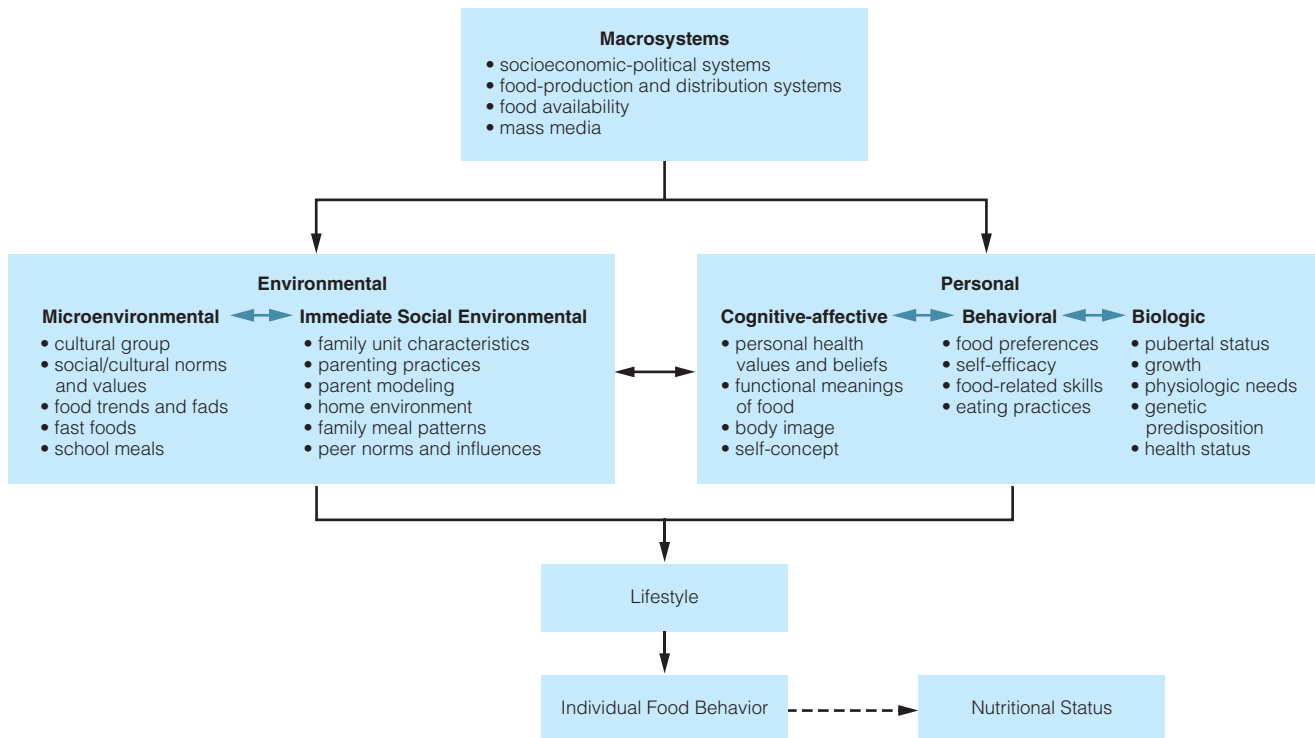 Macrosystems
• socioeconomic-political systems
• food-production and distribution systems
• food availability
• mass media
Environmental
Microenvironmental
• cultural group
• social/cultural norms
and values
• food trends and fads
• fast foods
• school meals
Immediate Social Environmental
• family unit characteristics
• parenting practices
• parent modeling
• home environment
• family meal patterns
• peer norms and influences
Personal
Cognitive-affective
• personal health
values and beliefs
• functional meanings
of food
• body image
• self-concept
Behavioral
• food preferences
• self-efficacy
• food-related skills
• eating practices
Biologic
• pubertal status
• growth
• physiologic needs
• genetic
predisposition
• health status
Lifestyle
Individual Food Behavior
Nutritional Status